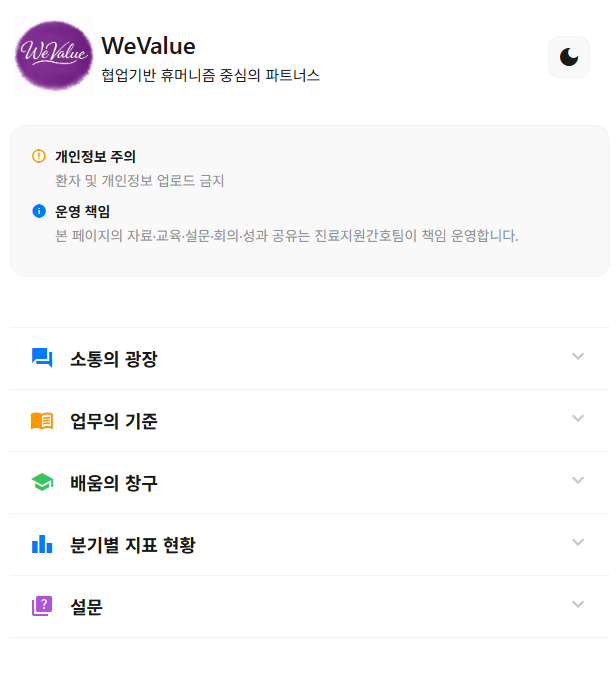 WeValue
WeValue
협업기반 휴머니즘 중심의 파트너스
개인정보 주의
환자 및 개인정보 업로드 금지
운영 책임
본 페이지의 자료·교육·설문·회의·성과 공유는 진료지원간호팀이 책임 운영합니다.
소통의 광장
업무의 기준
배움의 창구
분기별 지표 현황
설문